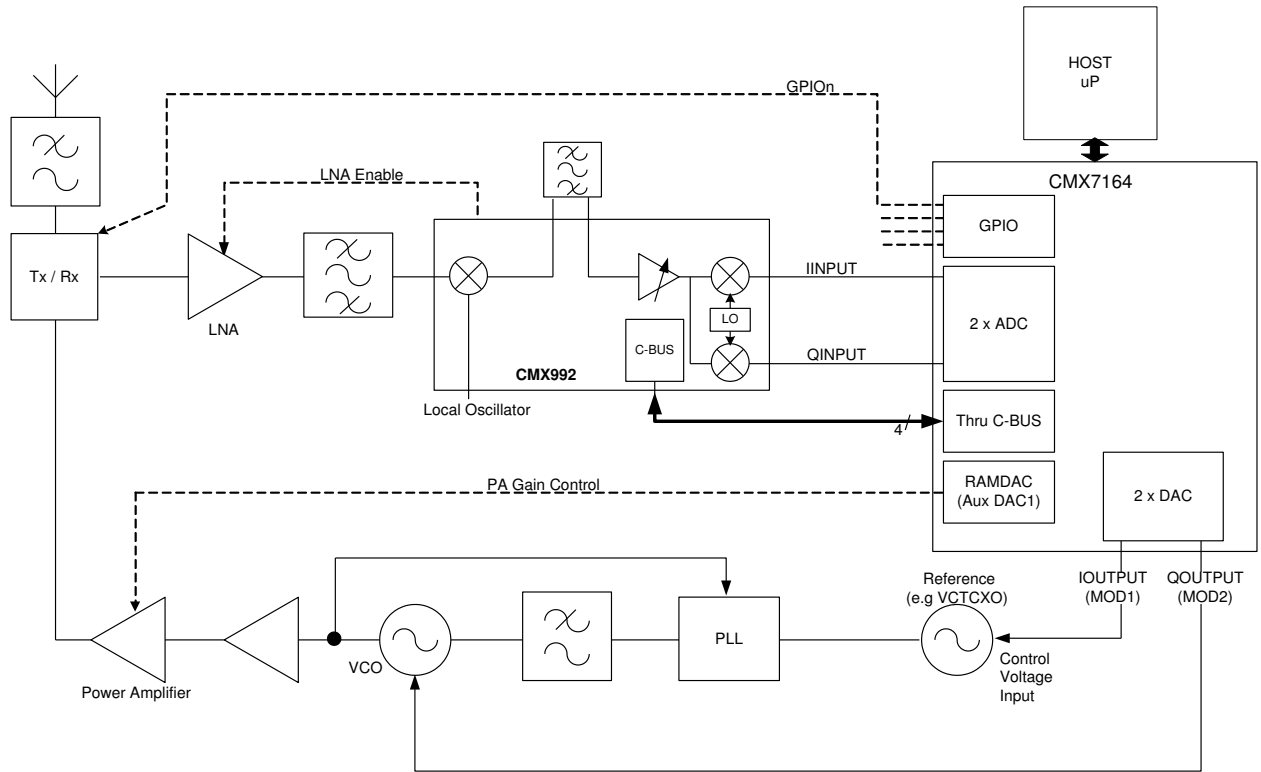 HOST
uP
GPIOn
CMX7164
LNA Enable
GPIO
Tx / Rx
IINPUT
LNA
LO
2 x ADC
C-BUS
QINPUT
CMX992
Local Oscillator
Thru C-BUS
4
PA Gain Control
RAMDAC
(Aux DAC1)
2 x DAC
Reference
(e.g VCTCXO)
IOUTPUT
(MOD1)
QOUTPUT
(MOD2)
PLL
VCO
Control
Voltage
Input
Power Amplifier